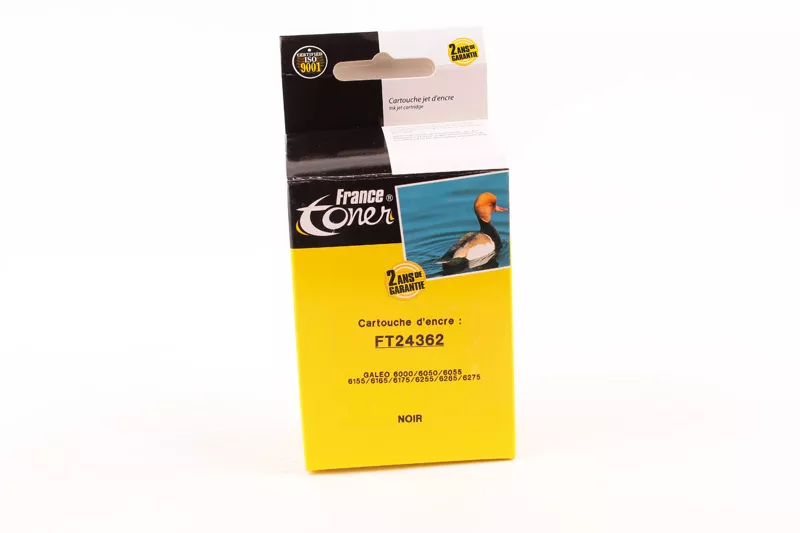 CERTIFIED
ISO
9001
2 ANS DE
GARANTIE
Cartouche jet d'encre
Ink jet cartridge
France
toner ®
2 ANS DE
GARANTIE
Cartouche d'encre :
FT24362
GALEO 6000/6050/6055
6155/6165/6175/6255/6265/6275
NOIR